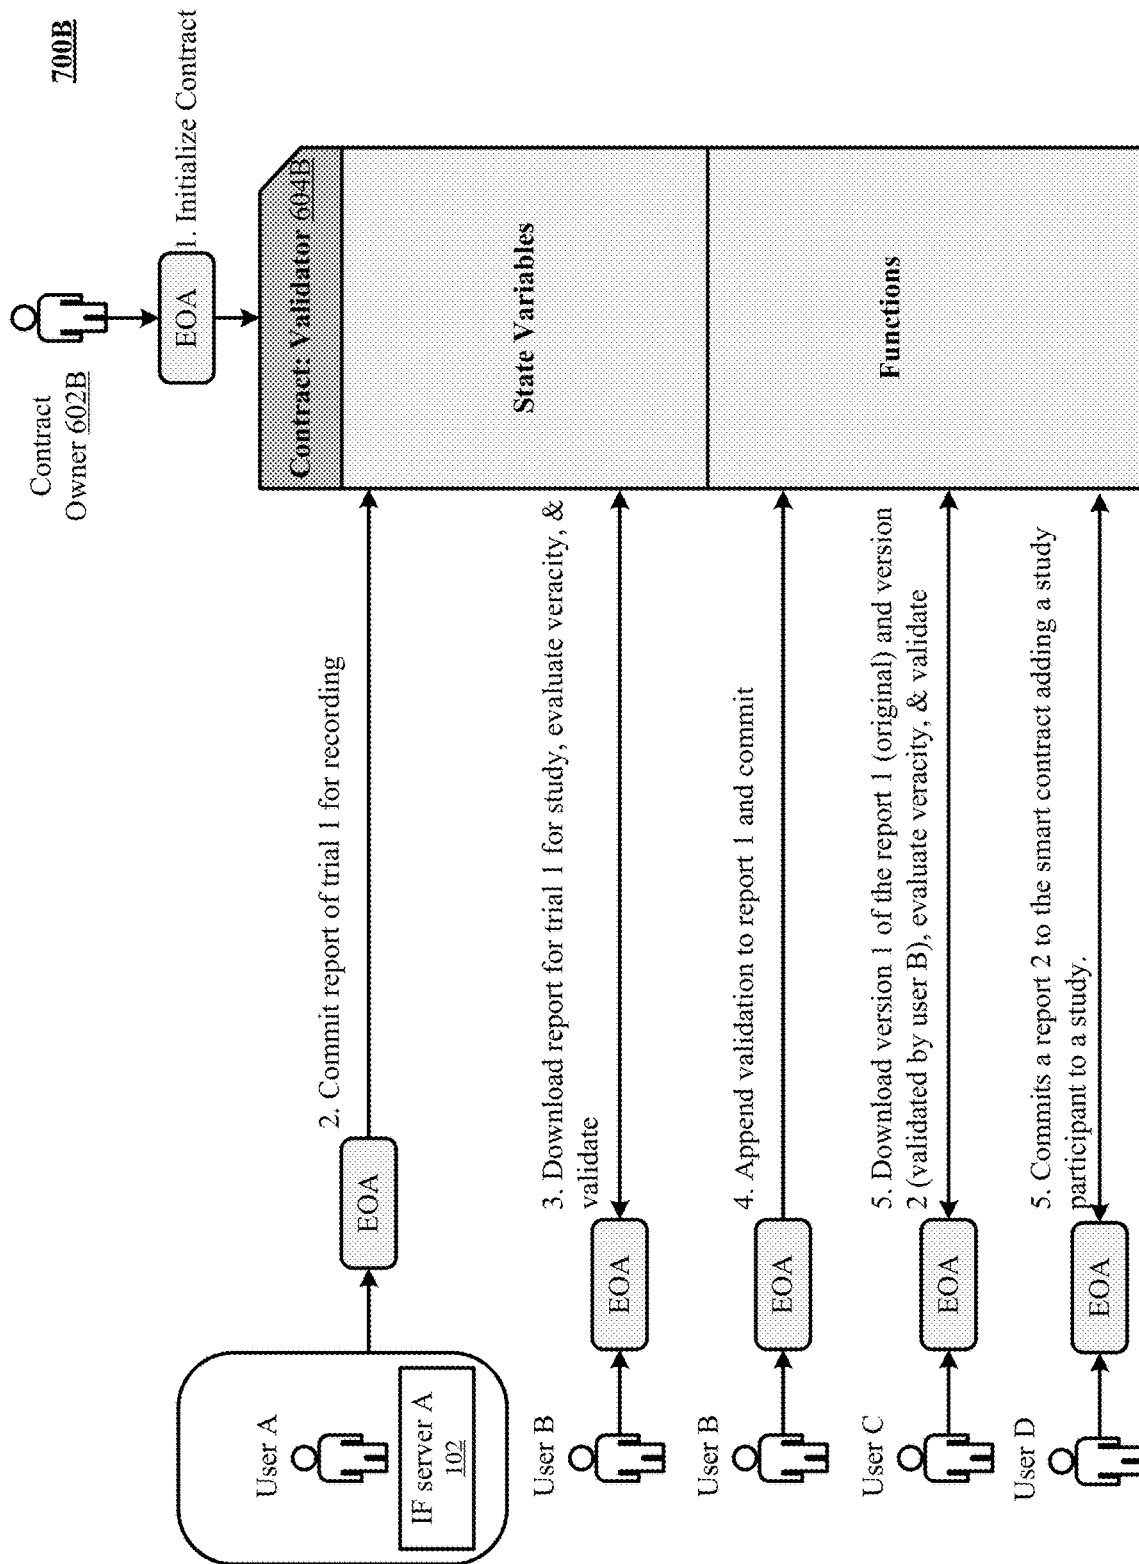 700B
Contract
Owner 602B
EOA
1. Initialize Contract
Contract: Validator 604B
State Variables
Functions
User A
IF server A
102
EOA
2. Commit report of trial 1 for recording
User B
EOA
3. Download report for trial 1 for study, evaluate veracity, &
validate
User B
EOA
4. Append validation to report 1 and commit
User C
EOA
5. Download version 1 of the report 1 (original) and version
2 (validated by user B), evaluate veracity, & validate
User D
EOA
5. Commits a report 2 to the smart contract adding a study
participant to a study.